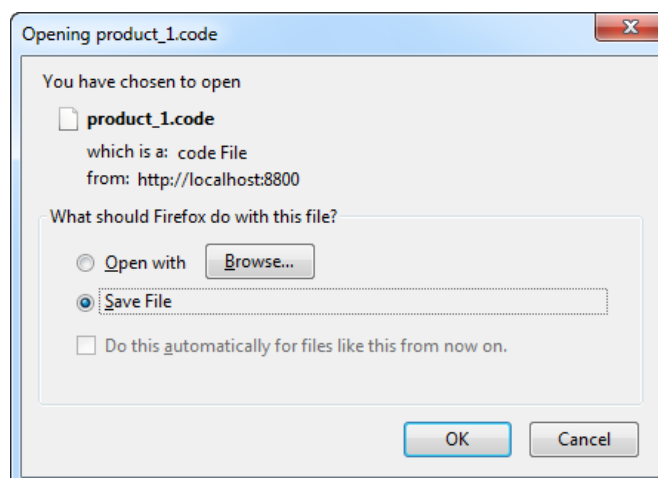 Opening product_1.code
You have chosen to open
product_1.code
which is a: code File
from: http://localhost:8800
What should Firefox do with this file?
Open with Browse...
Save File
Do this automatically for files like this from now on.
OK Cancel